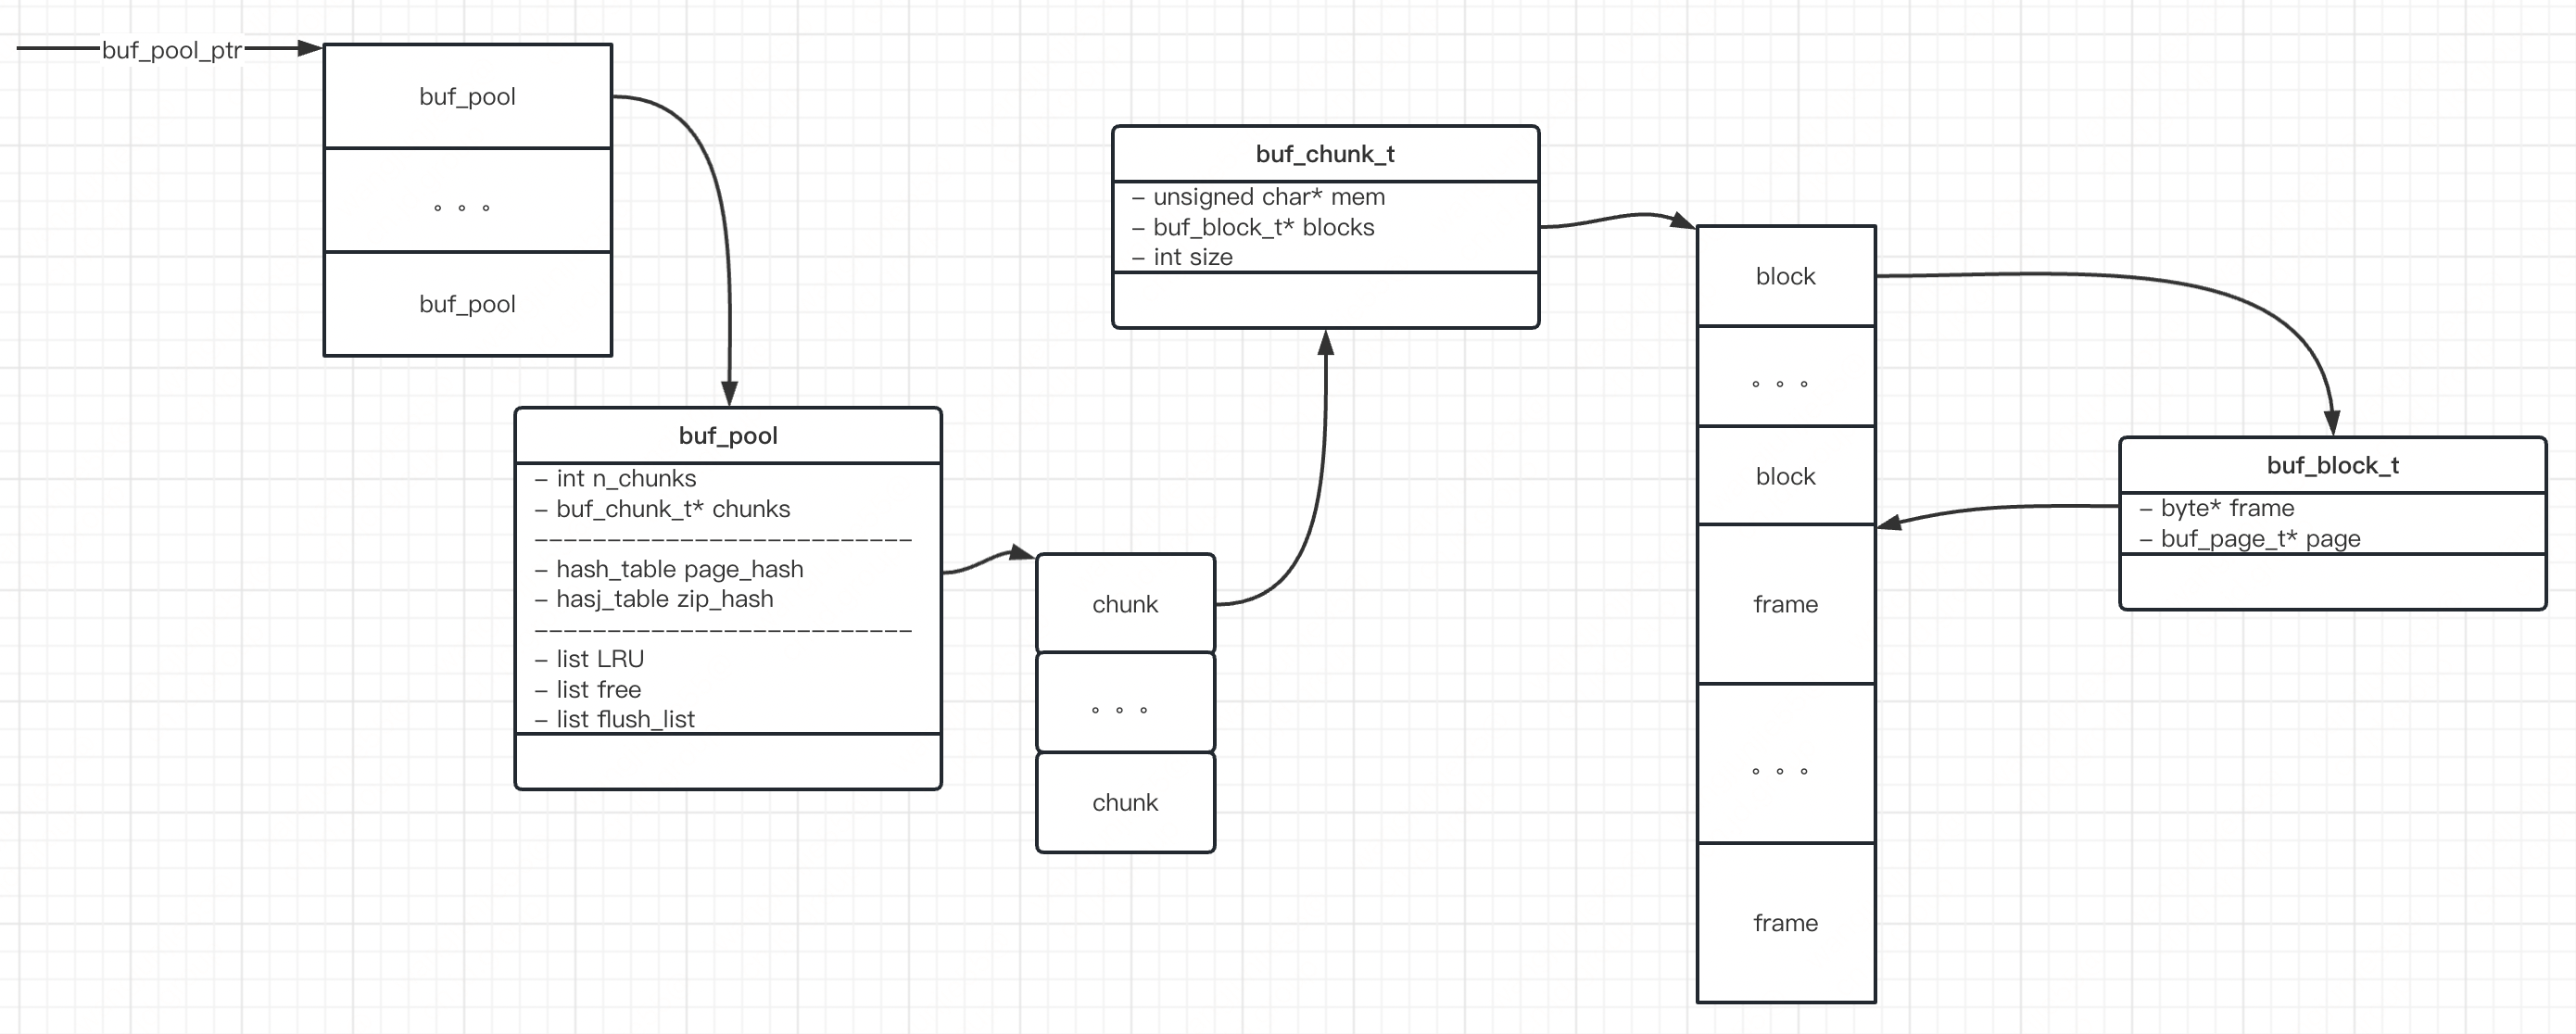 buf_pool_ptr
buf_pool
。。。
buf_pool
buf_pool
- int n_chunks
- buf_chunk_t* chunks
--------------------------
- hash_table page_hash
- hasj_table zip_hash
--------------------------
- list LRU
- list free
- list flush_list
chunk
。。。
chunk
buf_chunk_t
- unsigned char* mem
- buf_block_t* blocks
- int size
block
。。。
block
frame
。。。
frame
buf_block_t
- byte* frame
- buf_page_t* page